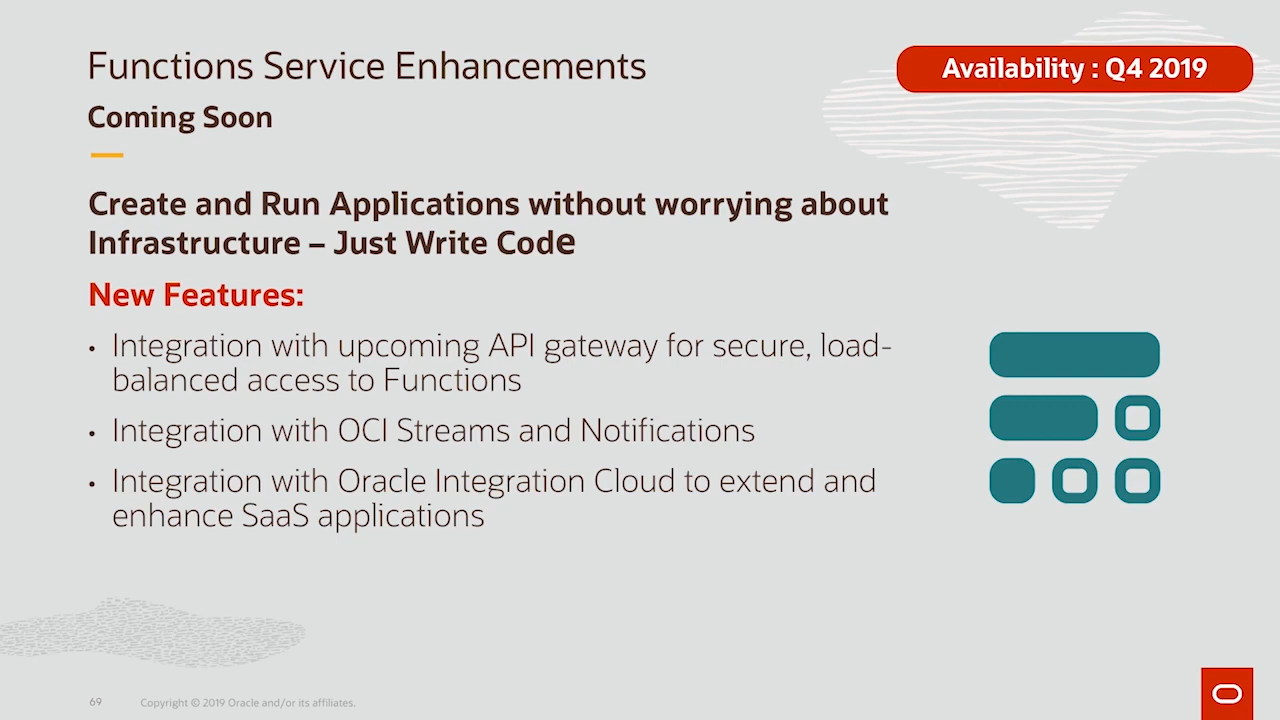 Functions Service Enhancements
Availability : Q4 2019
Coming Soon
Create and Run Applications without worrying about
Infrastructure – Just Write Code
New Features:
• Integration with upcoming API gateway for secure, load-
balanced access to Functions
• Integration with OCI Streams and Notifications
• Integration with Oracle Integration Cloud to extend and
enhance SaaS applications
69 Copyright © 2019 Oracle and/or its affiliates.